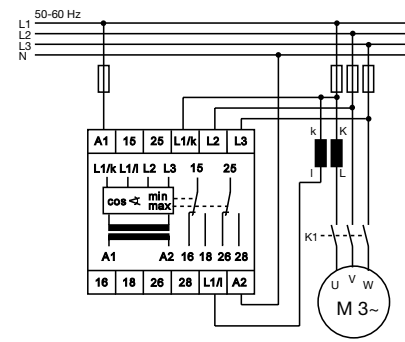 50-60 Hz
L1
L2
L3
N
A1 15 25 L1/k L2 L3
k K
L1/k L1/l L2 L3 15 25
cos ∢ min max
l L
A1 A2 16 18 26 28
K1
16 18 26 28 L1/l A2
U V W
M 3~